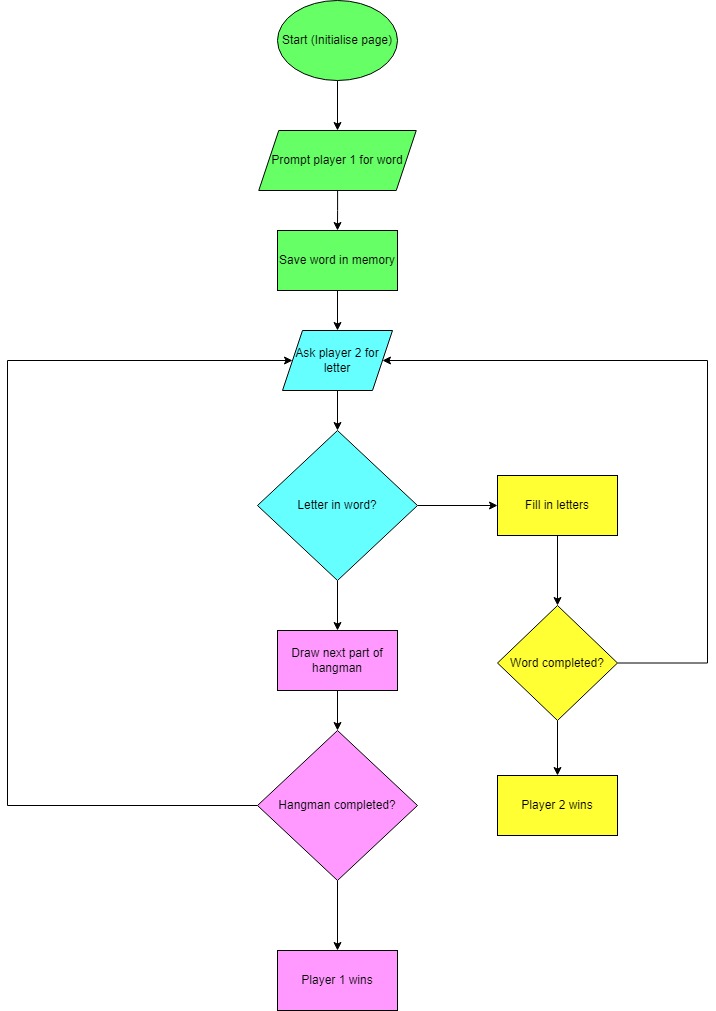 Start (Initialise page)
Prompt player 1 for word
Save word in memory
Ask player 2 for
letter
Letter in word?
Fill in letters
Draw next part of
hangman
Word completed?
Hangman completed?
Player 2 wins
Player 1 wins